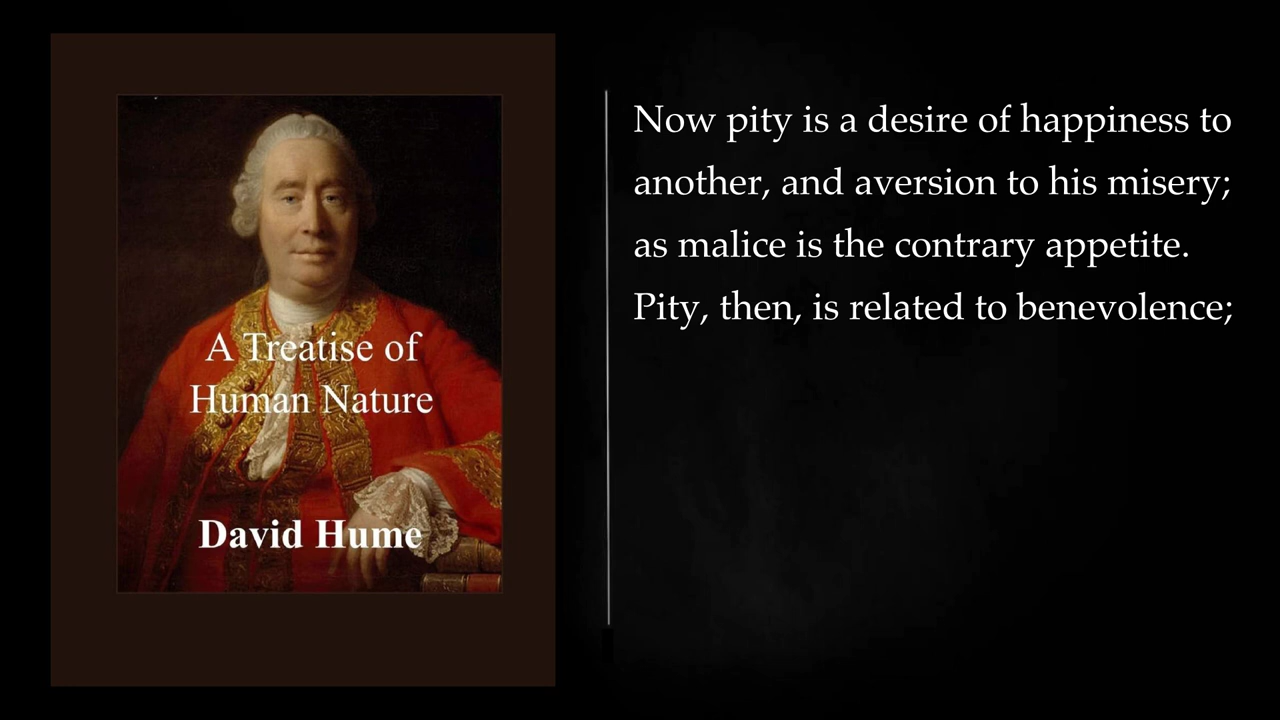 A Treatise of
Human Nature
David Hume
Now pity is a desire of happiness to
another, and aversion to his misery;
as malice is the contrary appetite.
Pity, then, is related to benevolence;